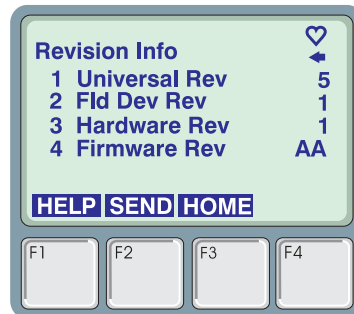 Revision Info
1 Universal Rev 5
2 Fld Dev Rev 1
3 Hardware Rev 1
4 Firmware Rev AA
HELP SEND HOME
F1 F2 F3 F4